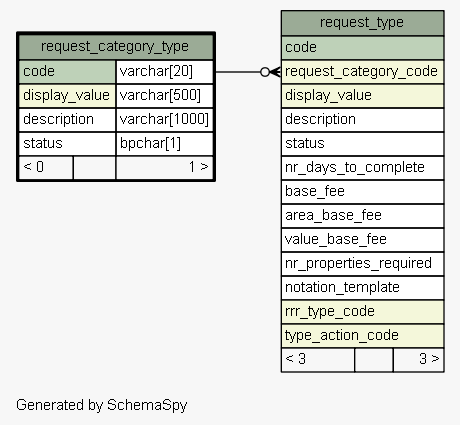 request_category_type
code varchar[20]
display_value varchar[500]
description varchar[1000]
status bpchar[1]
< 0 1 >
request_type
code
request_category_code
display_value
description
status
nr_days_to_complete
base_fee
area_base_fee
value_base_fee
nr_properties_required
notation_template
rrr_type_code
type_action_code
< 3 3 >
Generated by SchemaSpy